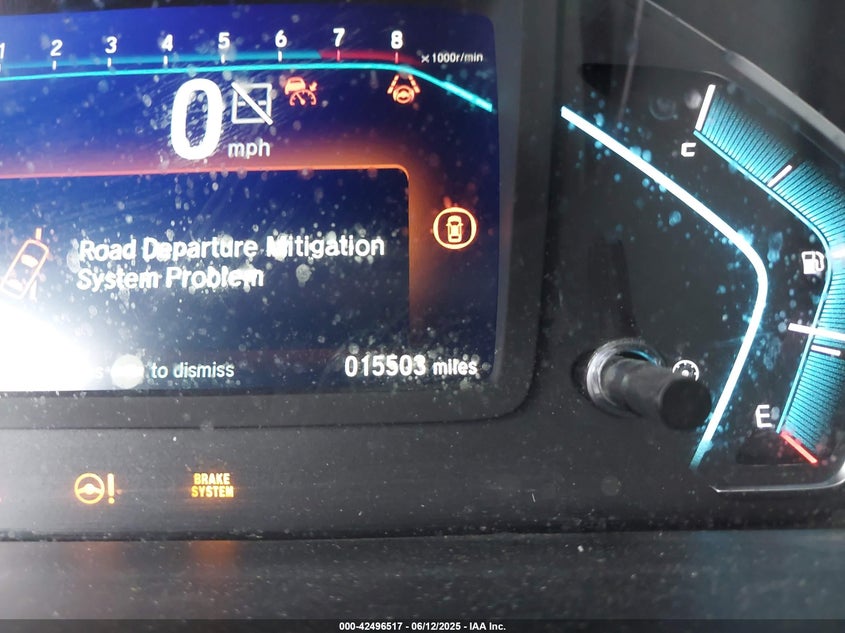 1 2 3 4 5 6 7 8 x1000r/min
0 mph
Road Departure Mitigation
System Problem
to dismiss
015503 miles
C
E
BRAKE
SYSTEM
000-42496517 - 06/12/2025 - IAA Inc.